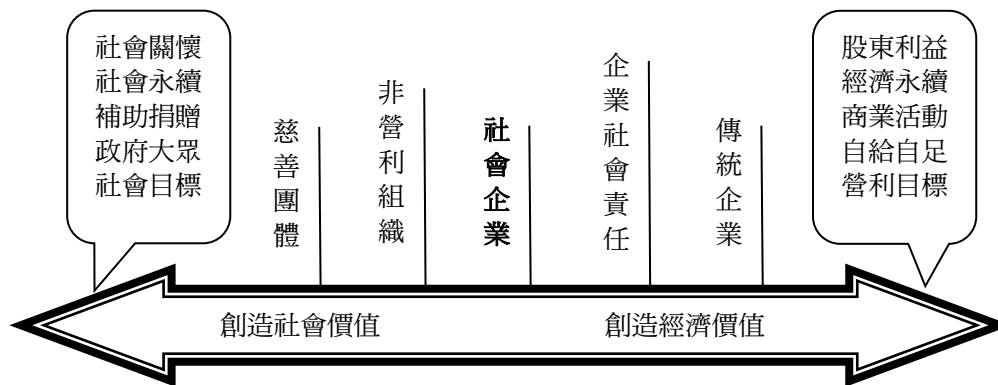 社會關懷
社會永續
補助捐贈
政府大眾
社會目標
慈善團體
非營利組織
社會企業
企業社會責任
傳統企業
股東利益
經濟永續
商業活動
自給自足
營利目標
創造社會價值
創造經濟價值